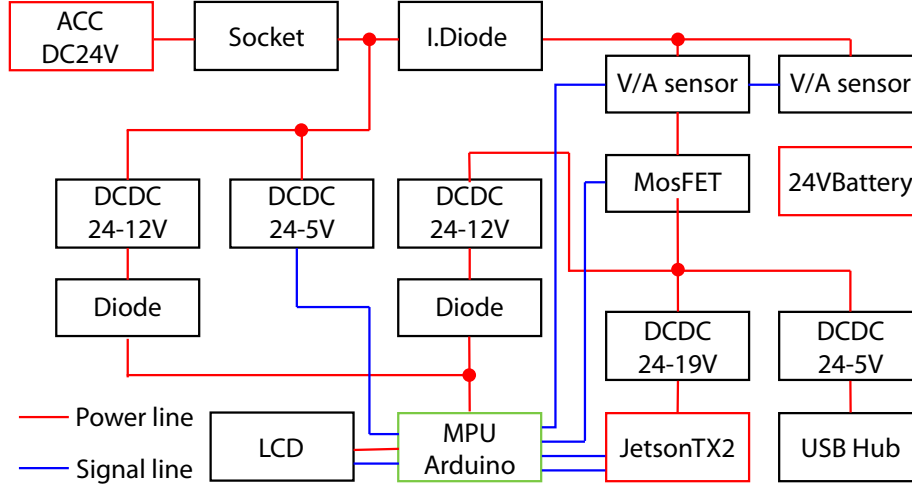 ACC
DC24V
Socket
I.Diode
V/A sensor
V/A sensor
MosFET
24VBattery
DCDC
24-12V
DCDC
24-5V
DCDC
24-12V
Diode
Diode
DCDC
24-19V
DCDC
24-5V
Power line
Signal line
LCD
MPU
Arduino
JetsonTX2
USB Hub